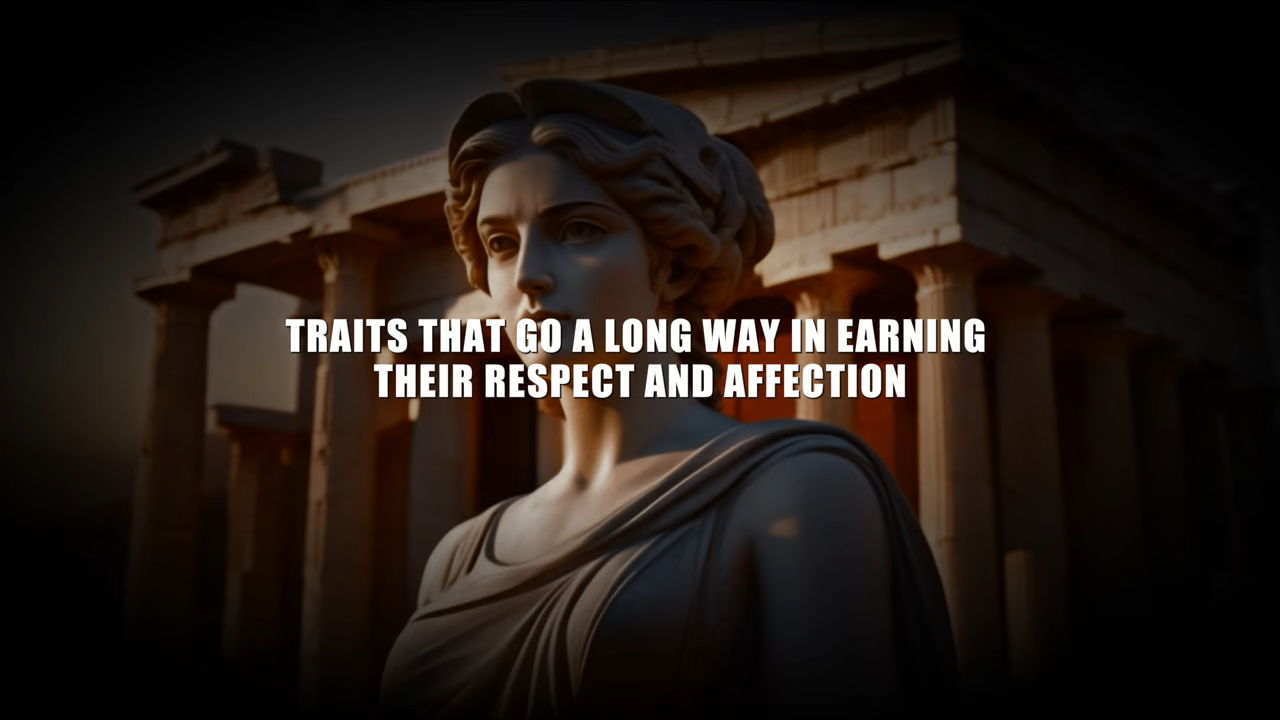 TRAITS THAT GO A LONG WAY IN EARNING
THEIR RESPECT AND AFFECTION